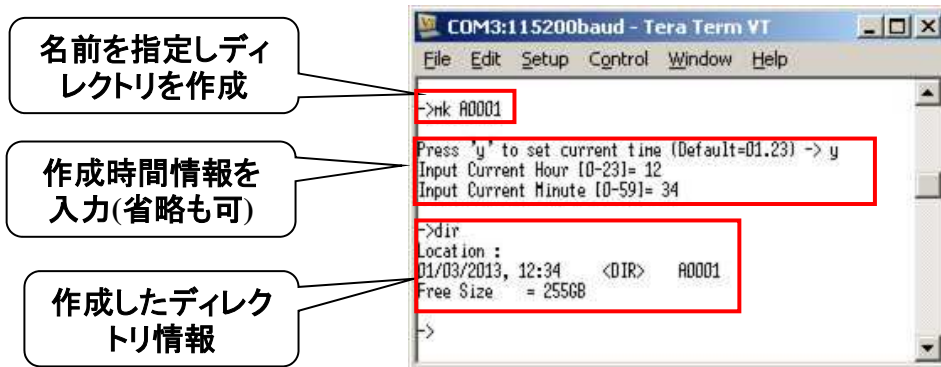 名前を指定しディ
レクトリを作成
作成時間情報を
入力(省略も可)
作成したディレク
トリ情報
COM3:115200baud - Tera Term VT
File Edit Setup Control Window Help
->mk A0001
Press 'y' to set current time (Default=01.23) -> y
Input Current Hour [0-23]= 12
Input Current Minute [0-59]= 34
->dir
Location :
01/03/2013, 12:34 <DIR> A0001
Free Size = 255GB
->